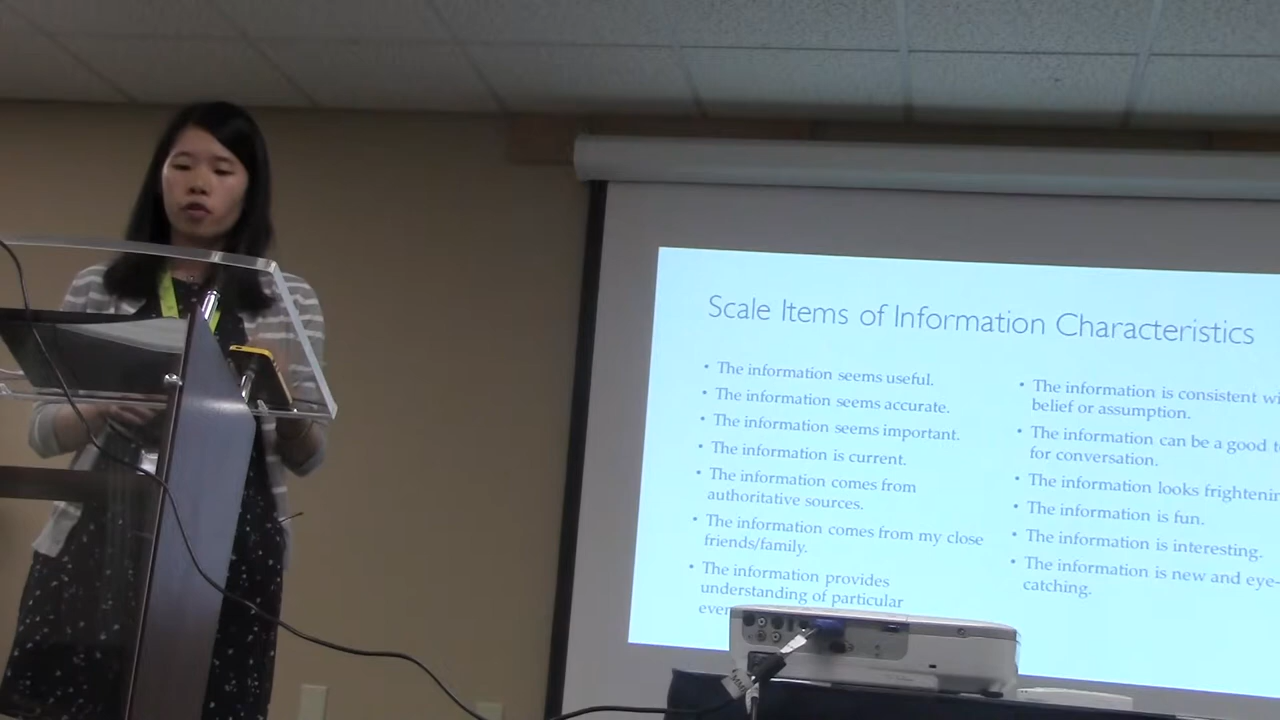 Scale Items of Information Characteristics
• The information seems useful.
• The information seems accurate.
• The information seems important.
• The information is current.
• The information comes from
authoritative sources.
• The information comes from my close
friends/family.
• The information provides
understanding of particular
• The information is consistent
belief or assumption.
• The information can be a good
for conversation.
• The information looks
• The information is fun.
• The information is interesting.
• The information is new and eye-
catching.